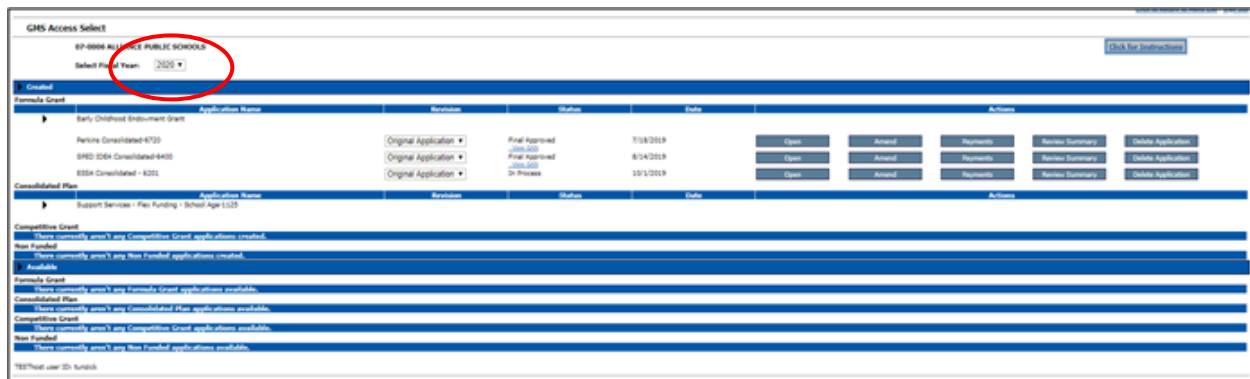 GMS Access Select
07-0006 ALLIANCE PUBLIC SCHOOLS
Click for Instructions
Select Fiscal Year: 2020
Created
Formula Grant
Application Name Revision Status Date Actions
Early Childhood Endowment Grant
Perkins Consolidated-6720 Original Application Final Approved 7/18/2019 Open Amend Payments Review Summary Delete Application
View GAN
SPED IDEA Consolidated-6400 Original Application Final Approved 8/14/2019 Open Amend Payments Review Summary Delete Application
View GAN
ESSA Consolidated - 6201 Original Application In Process 10/1/2019 Open Amend Payments Review Summary Delete Application
Consolidated Plan
Application Name Revision Status Date Actions
Support Services - Flex Funding - School Age-1125
Competitive Grant
There currently aren't any Competitive Grant applications created.
Non Funded
There currently aren't any Non Funded applications created.
Available
Formula Grant
There currently aren't any Formula Grant applications available.
Consolidated Plan
There currently aren't any Consolidated Plan applications available.
Competitive Grant
There currently aren't any Competitive Grant applications available.
Non Funded
There currently aren't any Non Funded applications available.
user ID: